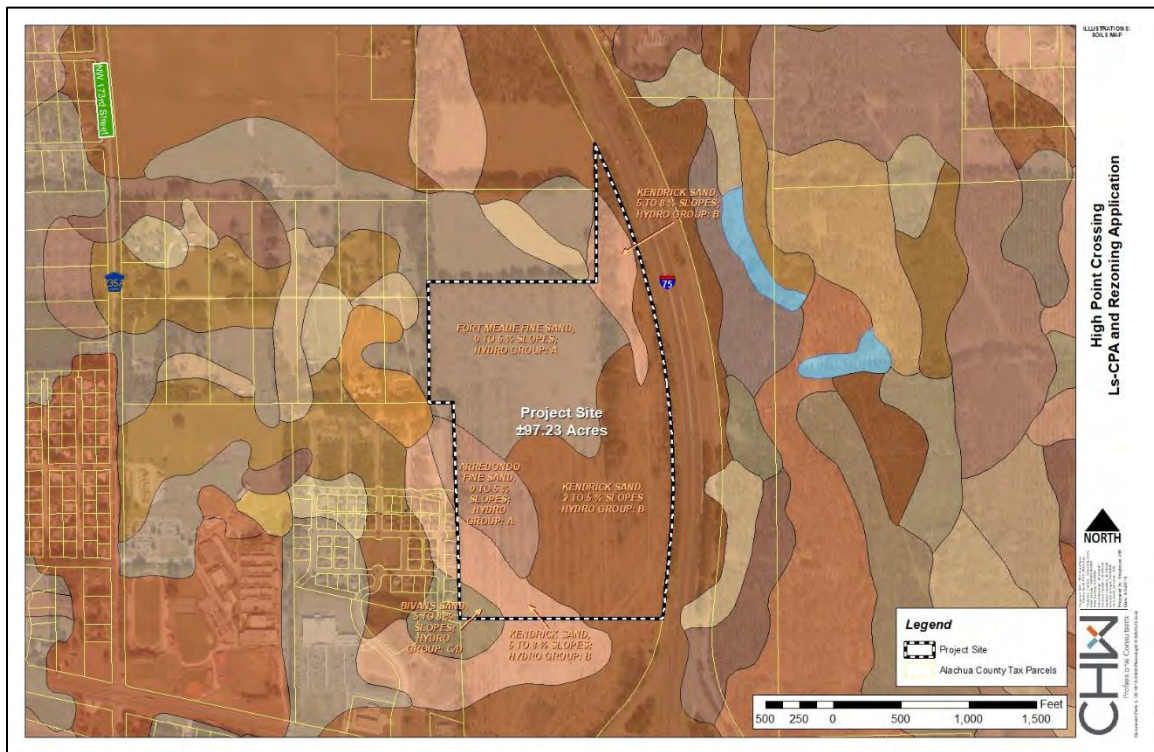 ILLUSTRATIONS:
SOILS MAP
NW 173rd Street
235A
KENDRICK SAND,
5 TO 8 % SLOPES;
HYDRO GROUP: B
75
FORT MEADE FINE SAND,
0 TO 5 % SLOPES;
HYDRO GROUP: A
Project Site
±97.23 Acres
ARREDONDO
FINE SAND,
0 TO 5 %
SLOPES;
HYDRO
GROUP: A
KENDRICK SAND,
2 TO 5 % SLOPES
HYDRO GROUP: B
BIVANS SAND,
5 TO 8 %
SLOPES;
HYDRO
GROUP: C/D
KENDRICK SAND,
5 TO 8 % SLOPES;
HYDRO GROUP: B
High Point Crossing
Ls-CPA and Rezoning Application
NORTH
Legend
Project Site
Alachua County Tax Parcels
Feet
500 250 0 500 1,000 1,500
CHW
Professional Consultants